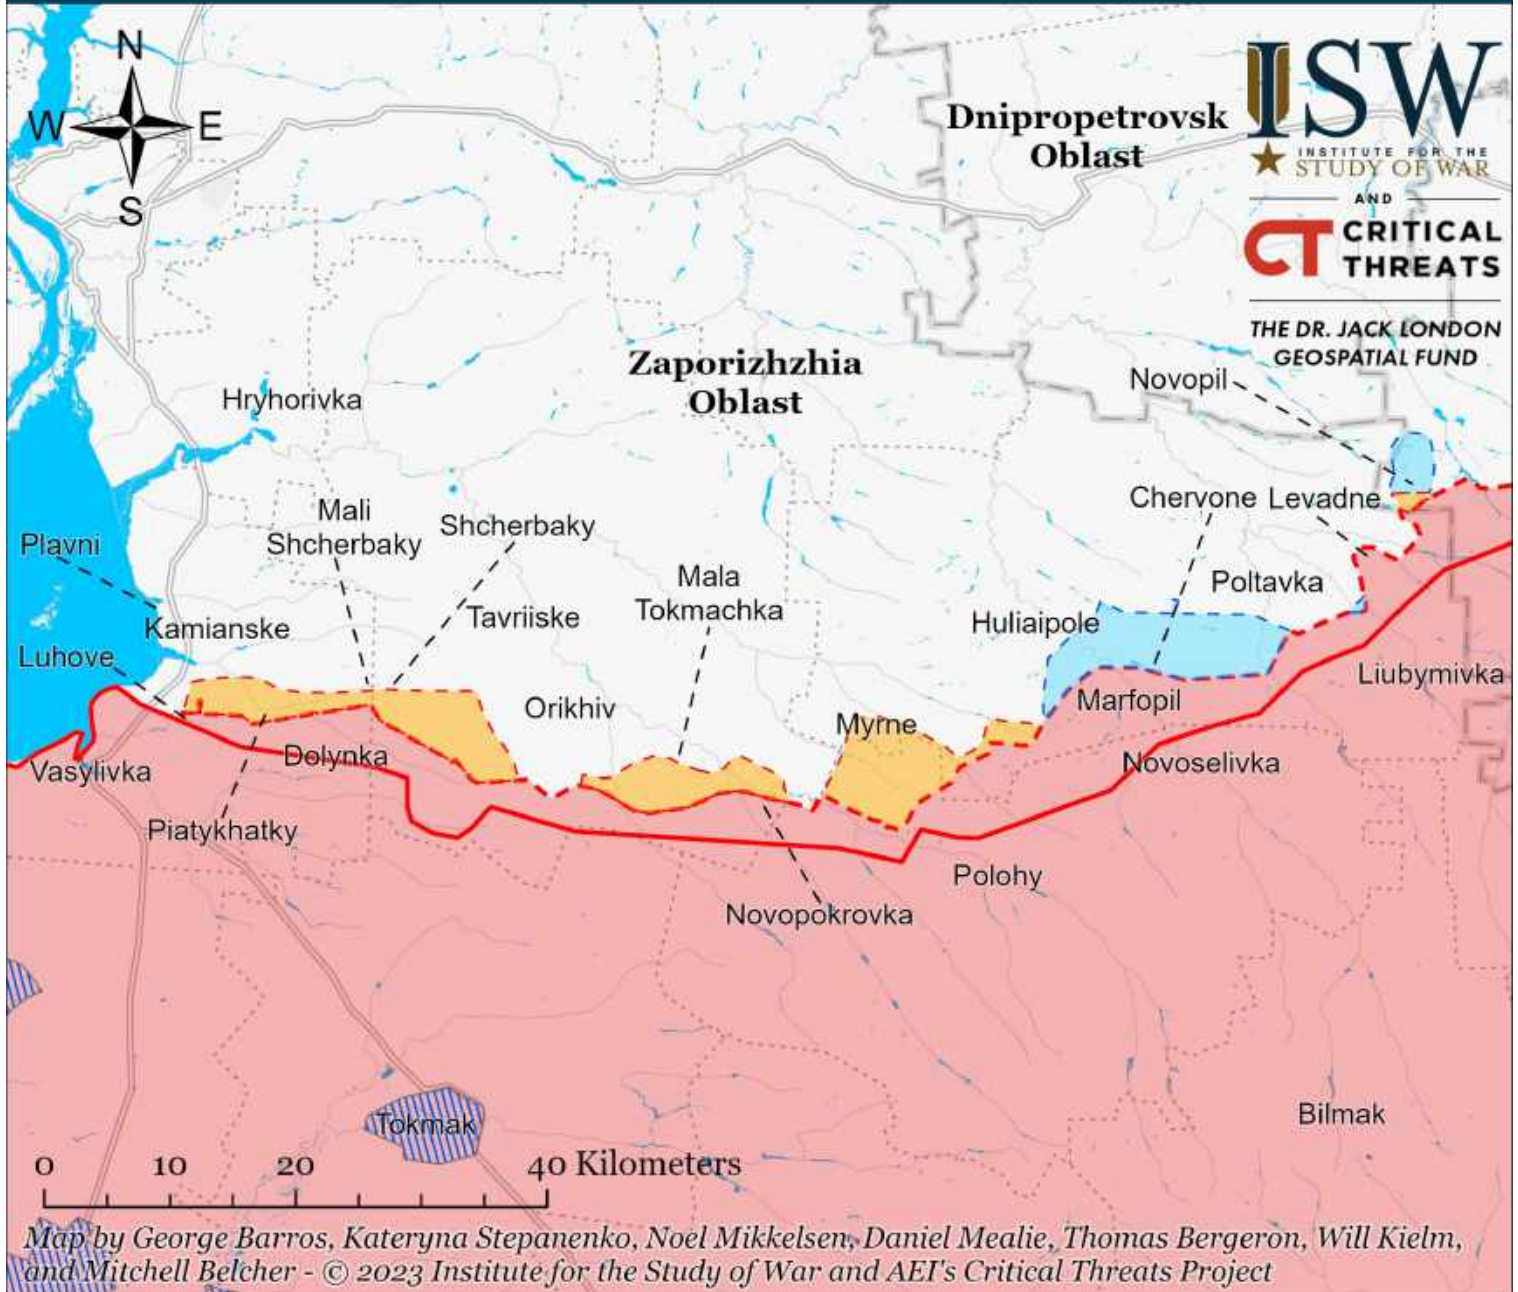 N
W E
S
Dnipropetrovsk
Oblast
ISW
INSTITUTE FOR THE
STUDY OF WAR
AND
CT CRITICAL
THREATS
THE DR. JACK LONDON
GEOSPATIAL FUND
Zaporizhzhia
Oblast
Novopil
Hryhorivka
Chervone Levadne
Mali
Shcherbaky
Shcherbaky
Plavni
Mala
Tokmachka
Poltavka
Tavriiske
Huliaipole
Kamianske
Luhove
Liubymivka
Orikhiv
Marfopil
Myrne
Dolynka
Novoselivka
Vasylivka
Piatykhatky
Polohy
Novopokrovka
Bilmak
Tokmak
0 10 20 40 Kilometers
Map by George Barros, Kateryna Stepanenko, Noel Mikkelsen, Daniel Mealie, Thomas Bergeron, Will Kielm,
and Mitchell Belcher - © 2023 Institute for the Study of War and AEI's Critical Threats Project